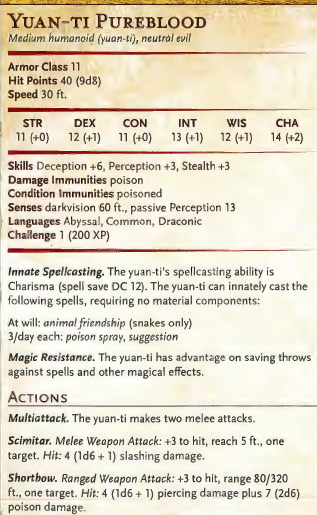 YUAN-TI PUREBLOOD
Medium humanoid (yuan-ti), neutral evil
Armor Class 11
Hit Points 40 (9d8)
Speed 30 ft.
STR DEX CON INT WIS CHA
11 (+0) 12 (+1) 11 (+0) 13 (+1) 12 (+1) 14 (+2)
Skills Deception +6, Perception +3, Stealth +3
Damage Immunities poison
Condition Immunities poisoned
Senses darkvision 60 ft., passive Perception 13
Languages Abyssal, Common, Draconic
Challenge 1 (200 XP)
Innate Spellcasting. The yuan-ti's spellcasting ability is
Charisma (spell save DC 12). The yuan-ti can innately cast the
following spells, requiring no material components:
At will: animal friendship (snakes only)
3/day each: poison spray, suggestion
Magic Resistance. The yuan-ti has advantage on saving throws
against spells and other magical effects.
ACTIONS
Multiattack. The yuan-ti makes two melee attacks.
Scimitar. Melee Weapon Attack: +3 to hit, reach 5 ft., one
target. Hit: 4 (1d6 + 1) slashing damage.
Shortbow. Ranged Weapon Attack: +3 to hit, range 80/320
ft., one target. Hit: 4 (1d6 + 1) piercing damage plus 7 (2d6)
poison damage.